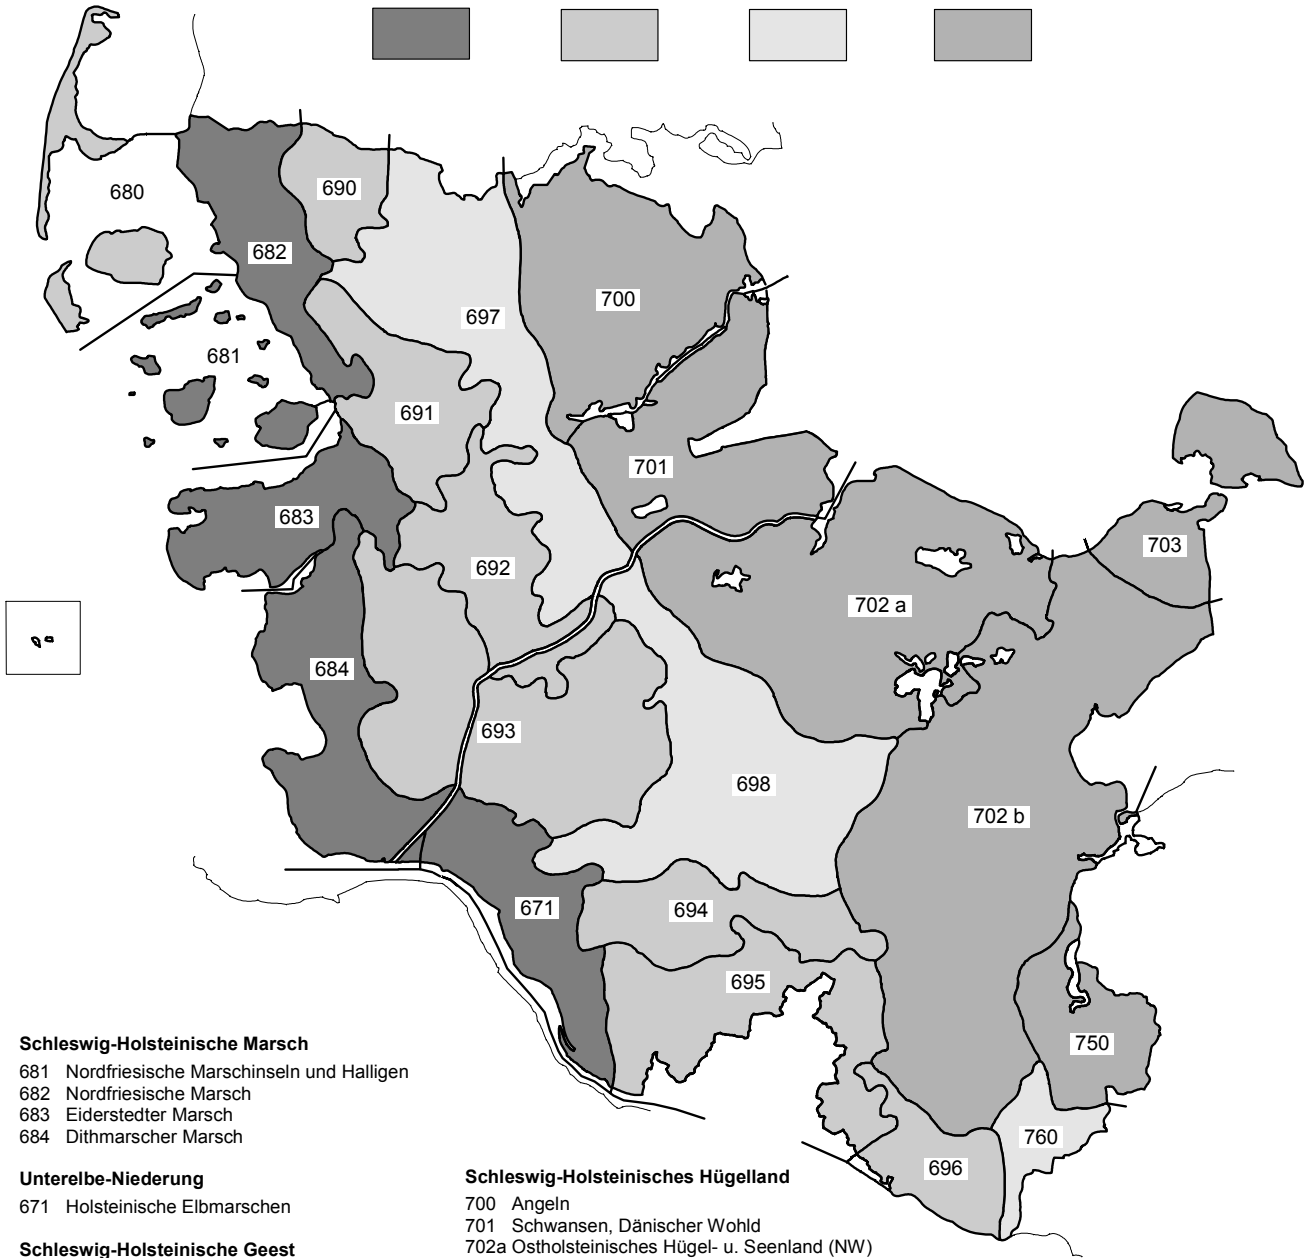 680
690
682
697
700
681
691
701
683
703
692
702 a
684
693
698
702 b
671
694
695
750
760
696
Schleswig-Holsteinische Marsch
681 Nordfriesische Marschinseln und Halligen
682 Nordfriesische Marsch
683 Eiderstedter Marsch
684 Dithmarscher Marsch
Unterelbe-Niederung
671 Holsteinische Elbmarschen
Schleswig-Holsteinische Geest
Schleswig-Holsteinisches Hügelland
700 Angeln
701 Schwansen, Dänischer Wohld
702a Ostholsteinisches Hügel- u. Seenland (NW)